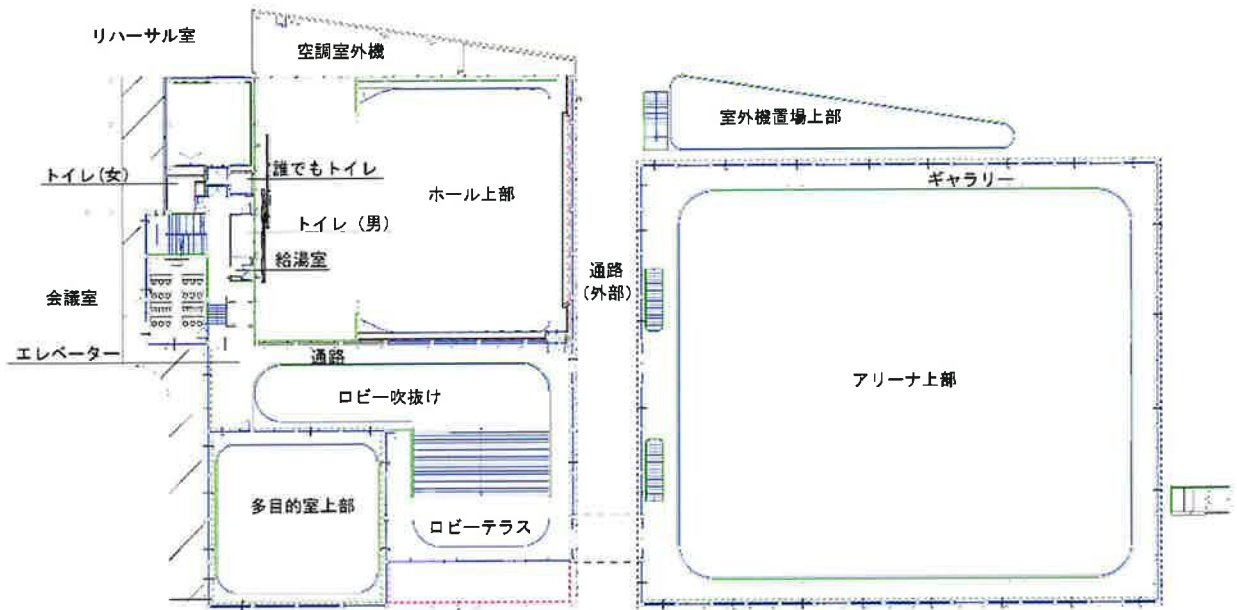 リハーサル室
空調室外機
室外機置場上部
トイレ(女)
誰でもトイレ
ホール上部
ギャラリー
トイレ(男)
給湯室
通路
(外部)
会議室
エレベーター
通路
ロビー吹抜け
アリーナ上部
多目的室上部
ロビーテラス